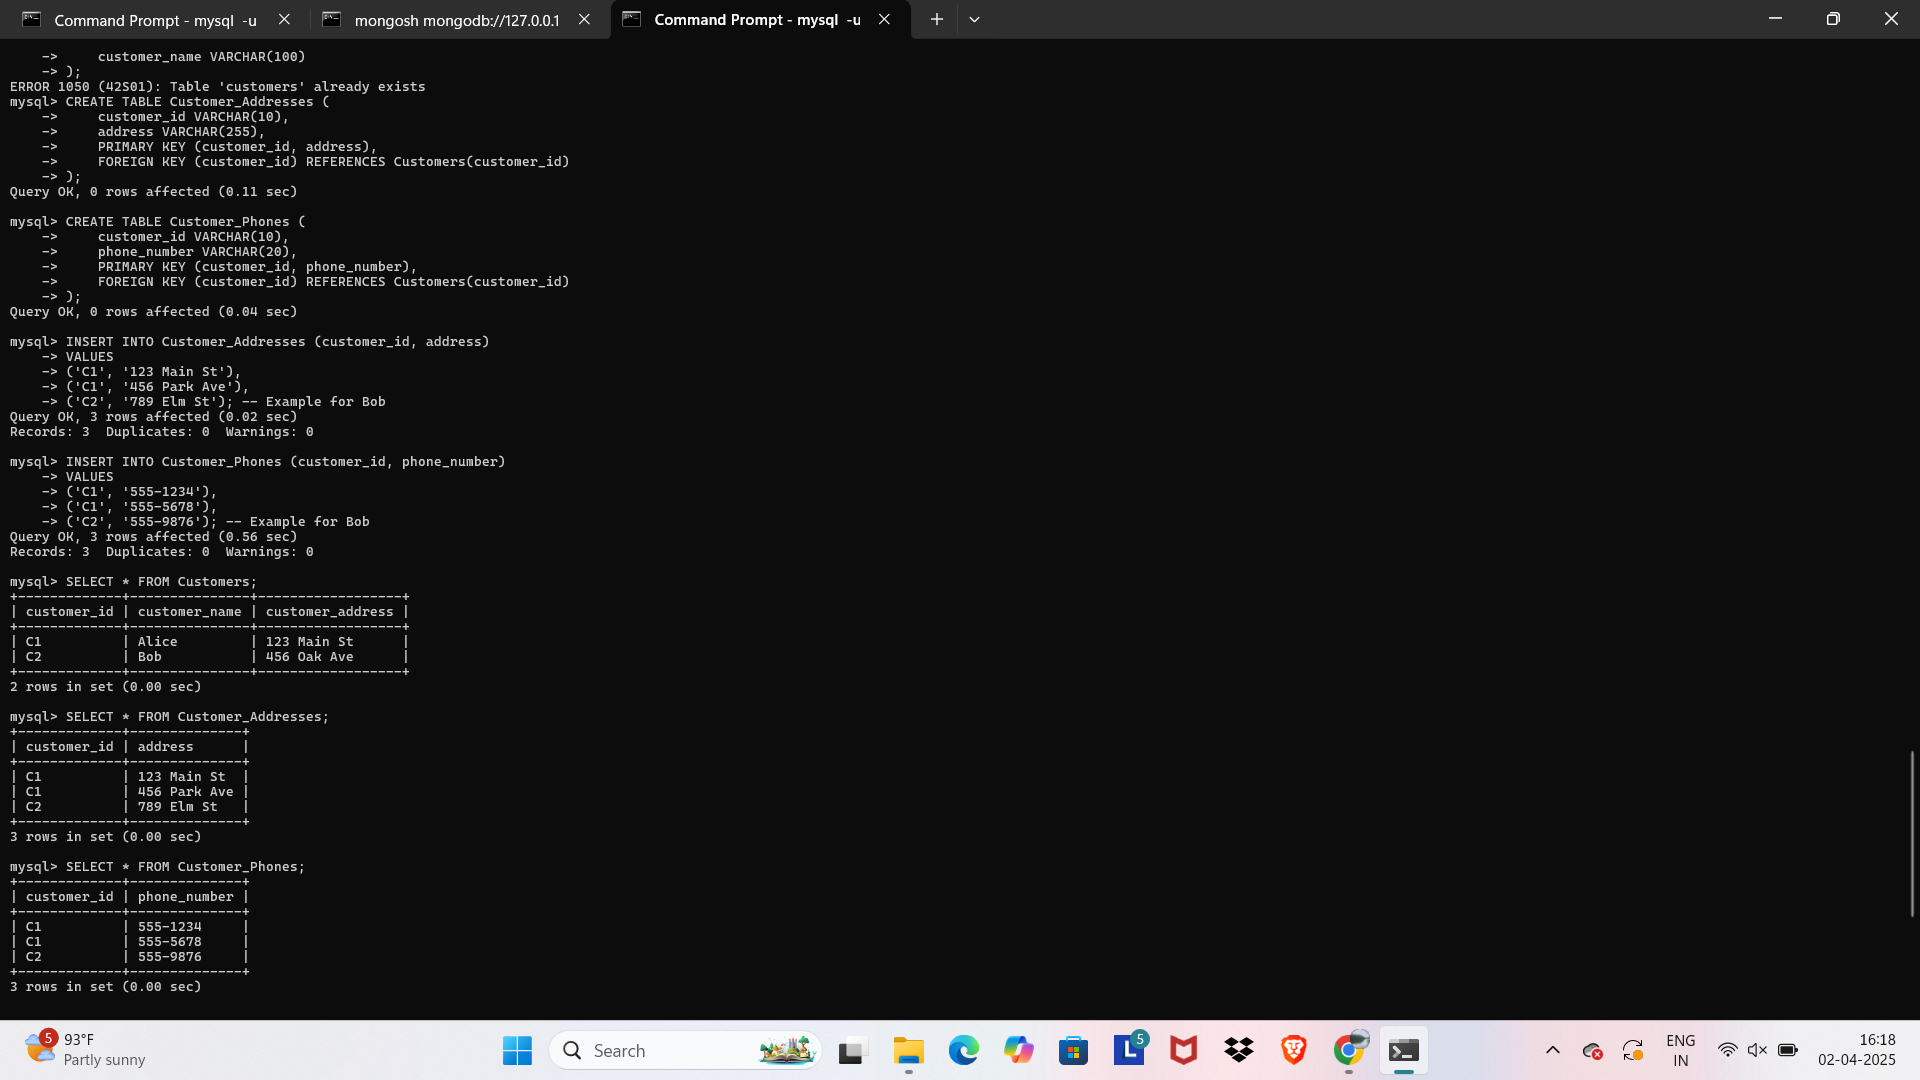 Command Prompt - mysql  -u
mongosh mongodb://127.0.0.1
Command Prompt - mysql  -u
    ->     customer_name VARCHAR(100)
    -> );
ERROR 1050 (42S01): Table 'customers' already exists
mysql> CREATE TABLE Customer_Addresses (
    ->     customer_id VARCHAR(10),
    ->     address VARCHAR(255),
    ->     PRIMARY KEY (customer_id, address),
    ->     FOREIGN KEY (customer_id) REFERENCES Customers(customer_id)
    -> );
Query OK, 0 rows affected (0.11 sec)
mysql> CREATE TABLE Customer_Phones (
    ->     customer_id VARCHAR(10),
    ->     phone_number VARCHAR(20),
    ->     PRIMARY KEY (customer_id, phone_number),
    ->     FOREIGN KEY (customer_id) REFERENCES Customers(customer_id)
    -> );
Query OK, 0 rows affected (0.04 sec)
mysql> INSERT INTO Customer_Addresses (customer_id, address)
    -> VALUES
    -> ('C1', '123 Main St'),
    -> ('C1', '456 Park Ave'),
    -> ('C2', '789 Elm St'); -- Example for Bob
Query OK, 3 rows affected (0.02 sec)
Records: 3  Duplicates: 0  Warnings: 0
mysql> INSERT INTO Customer_Phones (customer_id, phone_number)
    -> VALUES
    -> ('C1', '555-1234'),
    -> ('C1', '555-5678'),
    -> ('C2', '555-9876'); -- Example for Bob
Query OK, 3 rows affected (0.56 sec)
Records: 3  Duplicates: 0  Warnings: 0
mysql> SELECT * FROM Customers;
+-------------+---------------+------------------+
| customer_id | customer_name | customer_address |
+-------------+---------------+------------------+
| C1          | Alice         | 123 Main St      |
| C2          | Bob           | 456 Oak Ave      |
+-------------+---------------+------------------+
2 rows in set (0.00 sec)
mysql> SELECT * FROM Customer_Addresses;
+-------------+--------------+
| customer_id | address      |
+-------------+--------------+
| C1          | 123 Main St  |
| C1          | 456 Park Ave |
| C2          | 789 Elm St   |
+-------------+--------------+
3 rows in set (0.00 sec)
mysql> SELECT * FROM Customer_Phones;
+-------------+--------------+
| customer_id | phone_number |
+-------------+--------------+
| C1          | 555-1234     |
| C1          | 555-5678     |
| C2          | 555-9876     |
+-------------+--------------+
3 rows in set (0.00 sec)
5
93°F
Partly sunny
Search
L
5
ENG
IN
16:18
02-04-2025